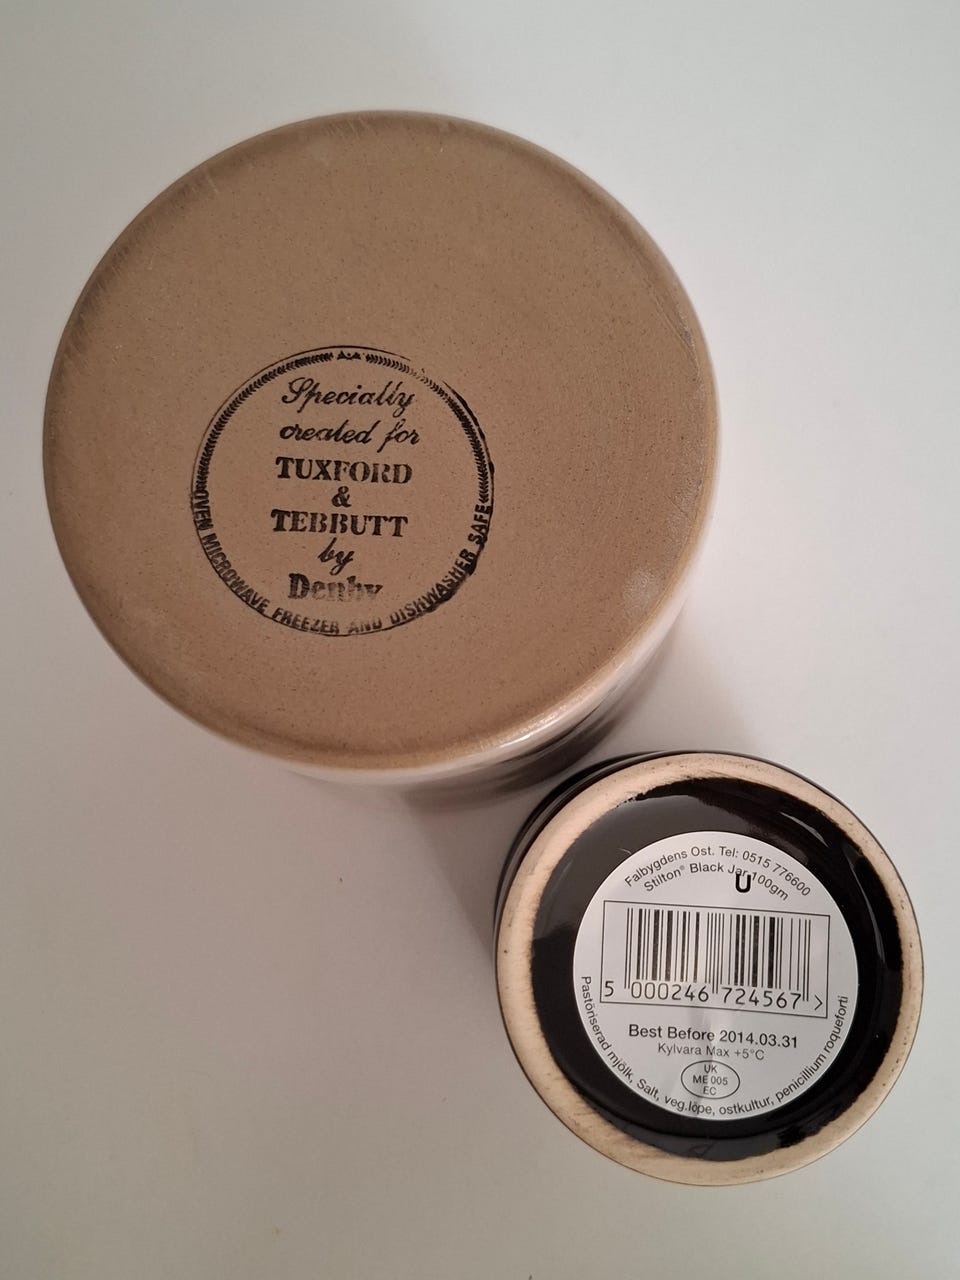 Specially
created for
TUXFORD
&
TEBBUTT
by
Denby
OVEN MICROWAVE FREEZER AND DISHWASHER SAFE
Falbygdens Ost. Tel: 0515 776600
Stilton® Black Jar 100gm
U
5 000246 724567 >
Best Before 2014.03.31
Kylvara Max +5°C
UK
ME 005
EC
Pastöriserad mjölk, Salt, veg.löpe, ostkultur, penicillium roqueforti